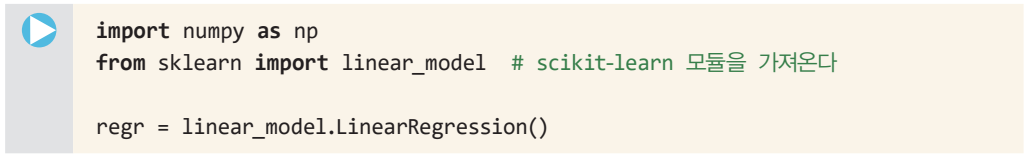 import numpy as np
from sklearn import linear_model  # scikit-learn 모듈을 가져온다
regr = linear_model.LinearRegression()